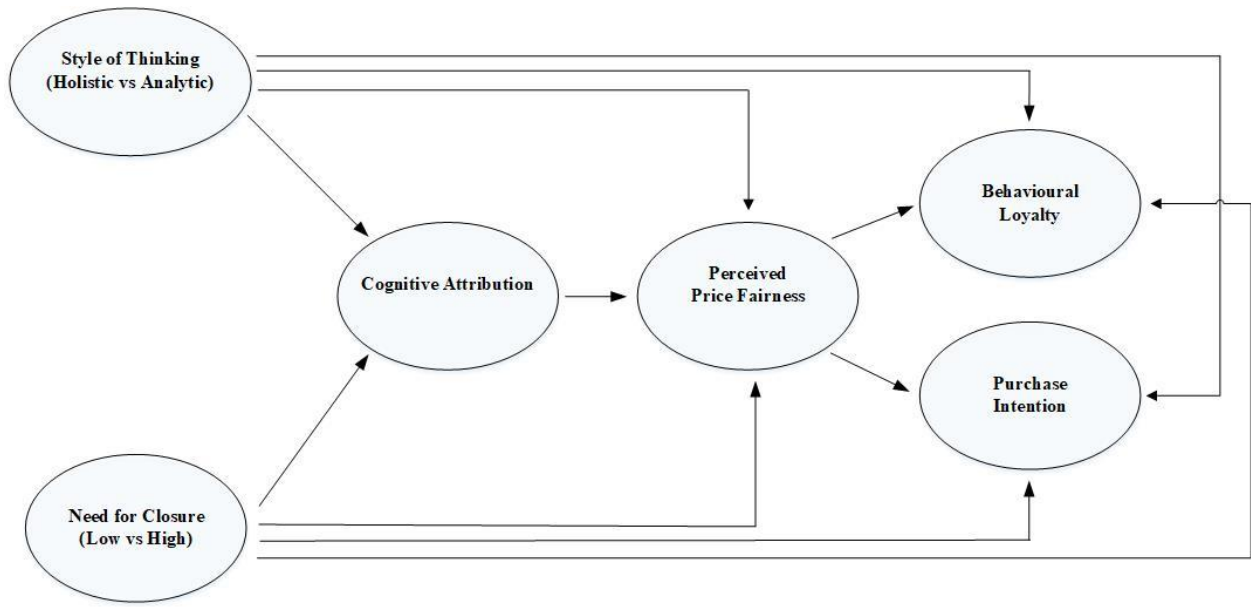 Style of Thinking
(Holistic vs Analytic)
Behavioural
Loyalty
Cognitive Attribution
Perceived
Price Fairness
Purchase
Intention
Need for Closure
(Low vs High)